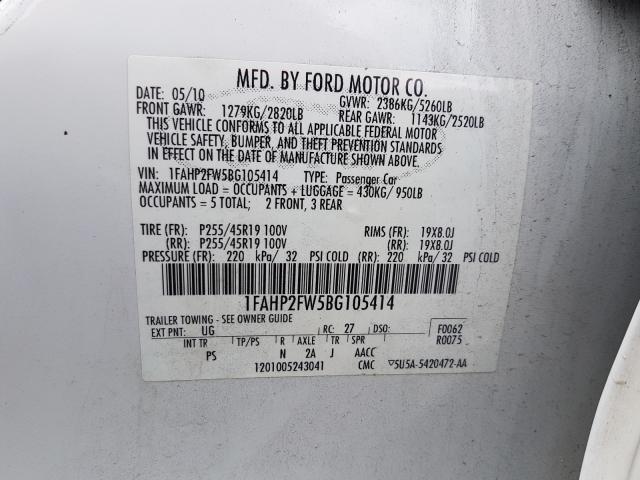 MFD. BY FORD MOTOR CO.
DATE: 05/10 GVWR: 2386KG/5260LB
FRONT GAWR: 1279KG/2820LB REAR GAWR: 1143KG/2520LB
THIS VEHICLE CONFORMS TO ALL APPLICABLE FEDERAL MOTOR
VEHICLE SAFETY, BUMPER, AND THEFT PREVENTION STANDARDS
IN EFFECT ON THE DATE OF MANUFACTURE SHOWN ABOVE.
VIN: 1FAHP2FW5BG105414 TYPE: Passenger Car
MAXIMUM LOAD = OCCUPANTS + LUGGAGE = 430KG/ 950LB
OCCUPANTS = 5 TOTAL; 2 FRONT, 3 REAR
TIRE (FR): P255/45R19 100V RIMS (FR): 19X8.0J
(RR): P255/45R19 100V (RR): 19X8.0J
PRESSURE (FR): 220 kPa/ 32 PSI COLD (RR): 220 kPa/ 32 PSI COLD
1FAHP2FW5BG105414
TRAILER TOWING - SEE OWNER GUIDE
EXT PNT: UG RC: 27 DSO: F0062
R0075
INT TR TP/PS R AXLE TR SPR
PS N 2A J AACC
1201005243041 CMC ▽5U5A-5420472-AA